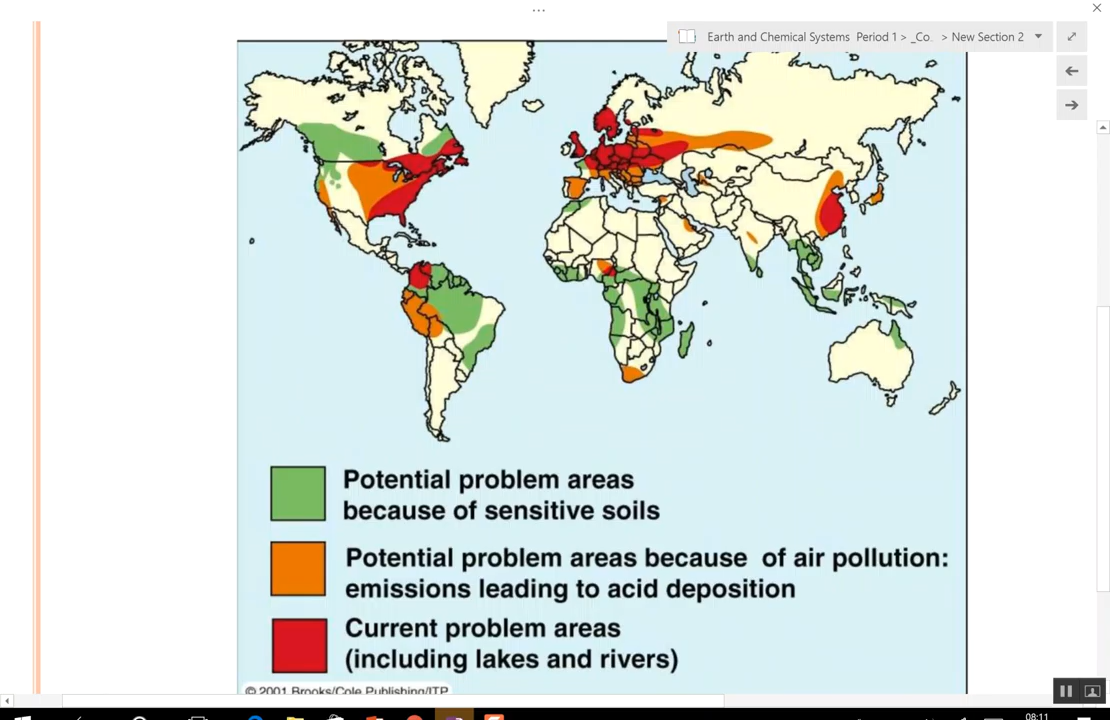 Earth and Chemical Systems Period 1 > _Co. > New Section 2
Potential problem areas
because of sensitive soils
Potential problem areas because of air pollution:
emissions leading to acid deposition
Current problem areas
(including lakes and rivers)
© 2001 Brooks/Cole Publishing/ITP
08:11